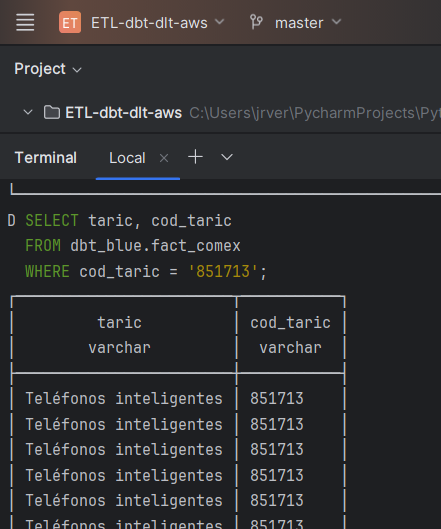 ET ETL-dbt-dlt-aws master
Project
ETL-dbt-dlt-aws C:\Users\jrver\PycharmProjects\Pyt
Terminal Local
D SELECT taric, cod_taric
FROM dbt_blue.fact_comex
WHERE cod_taric = '851713';
taric cod_taric
varchar varchar
Teléfonos inteligentes 851713
Teléfonos inteligentes 851713
Teléfonos inteligentes 851713
Teléfonos inteligentes 851713
Teléfonos inteligentes 851713
Teléfonos inteligentes 851713